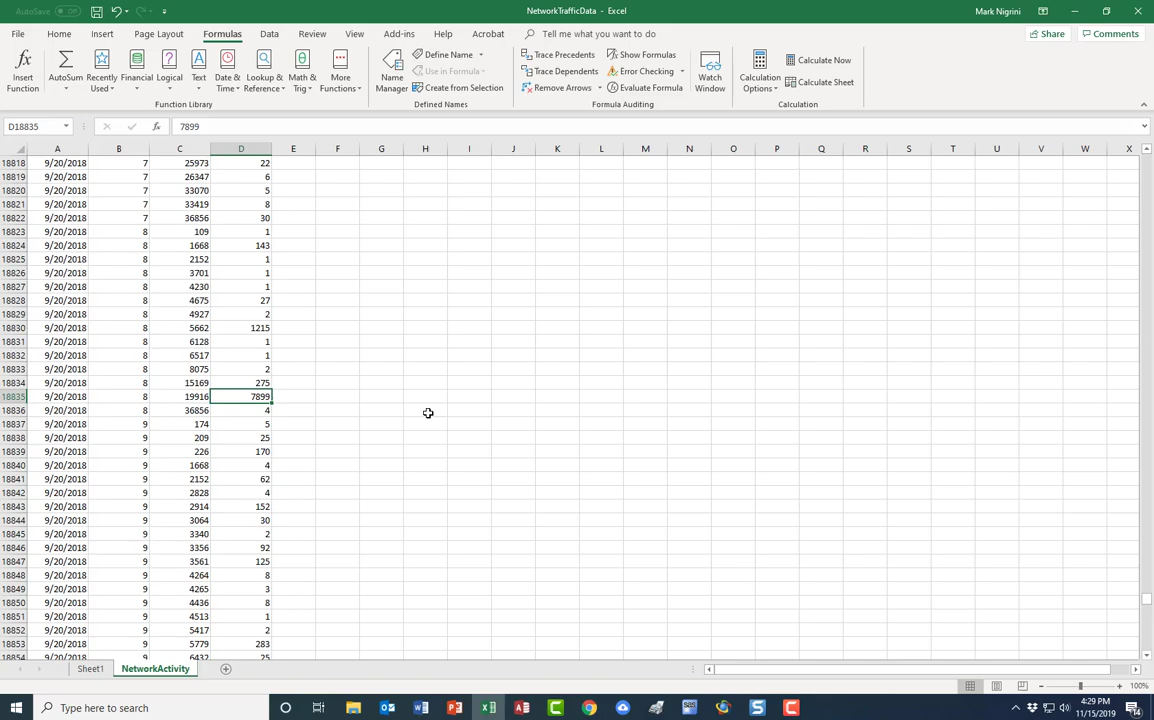 AutoSave Off NetworkTrafficData - Excel Mark Nigrini
File Home Insert Page Layout Formulas Data Review View Add-ins Help Acrobat Tell me what you want to do Share Comments
Insert Function AutoSum Recently Used Financial Logical Text Date & Time Lookup & Reference Math & Trig More Functions
Name Manager Define Name Use in Formula Create from Selection
Trace Precedents Trace Dependents Remove Arrows Show Formulas Error Checking Evaluate Formula Watch Window
Calculation Options Calculate Now Calculate Sheet
Function Library Defined Names Formula Auditing Calculation
D18835 fx 7899
A B C D E F G H I J K L M N O P Q R S T U V W X
18818 9/20/2018 7 25973 22
18819 9/20/2018 7 26347 6
18820 9/20/2018 7 33070 5
18821 9/20/2018 7 33419 8
18822 9/20/2018 7 36856 30
18823 9/20/2018 8 109 1
18824 9/20/2018 8 1668 143
18825 9/20/2018 8 2152 1
18826 9/20/2018 8 3701 1
18827 9/20/2018 8 4230 1
18828 9/20/2018 8 4675 27
18829 9/20/2018 8 4927 2
18830 9/20/2018 8 5662 1215
18831 9/20/2018 8 6128 1
18832 9/20/2018 8 6517 1
18833 9/20/2018 8 8075 2
18834 9/20/2018 8 15169 275
18835 9/20/2018 8 19916 7899
18836 9/20/2018 8 36856 4
18837 9/20/2018 9 174 5
18838 9/20/2018 9 209 25
18839 9/20/2018 9 226 170
18840 9/20/2018 9 1668 4
18841 9/20/2018 9 2152 62
18842 9/20/2018 9 2828 4
18843 9/20/2018 9 2914 152
18844 9/20/2018 9 3064 30
18845 9/20/2018 9 3340 2
18846 9/20/2018 9 3356 92
18847 9/20/2018 9 3561 125
18848 9/20/2018 9 4264 8
18849 9/20/2018 9 4265 3
18850 9/20/2018 9 4436 8
18851 9/20/2018 9 4513 1
18852 9/20/2018 9 5417 2
18853 9/20/2018 9 5779 283
18854 9/20/2018 9 6432 25
Sheet1 NetworkActivity
100%
Type here to search
4:29 PM
11/15/2019
14